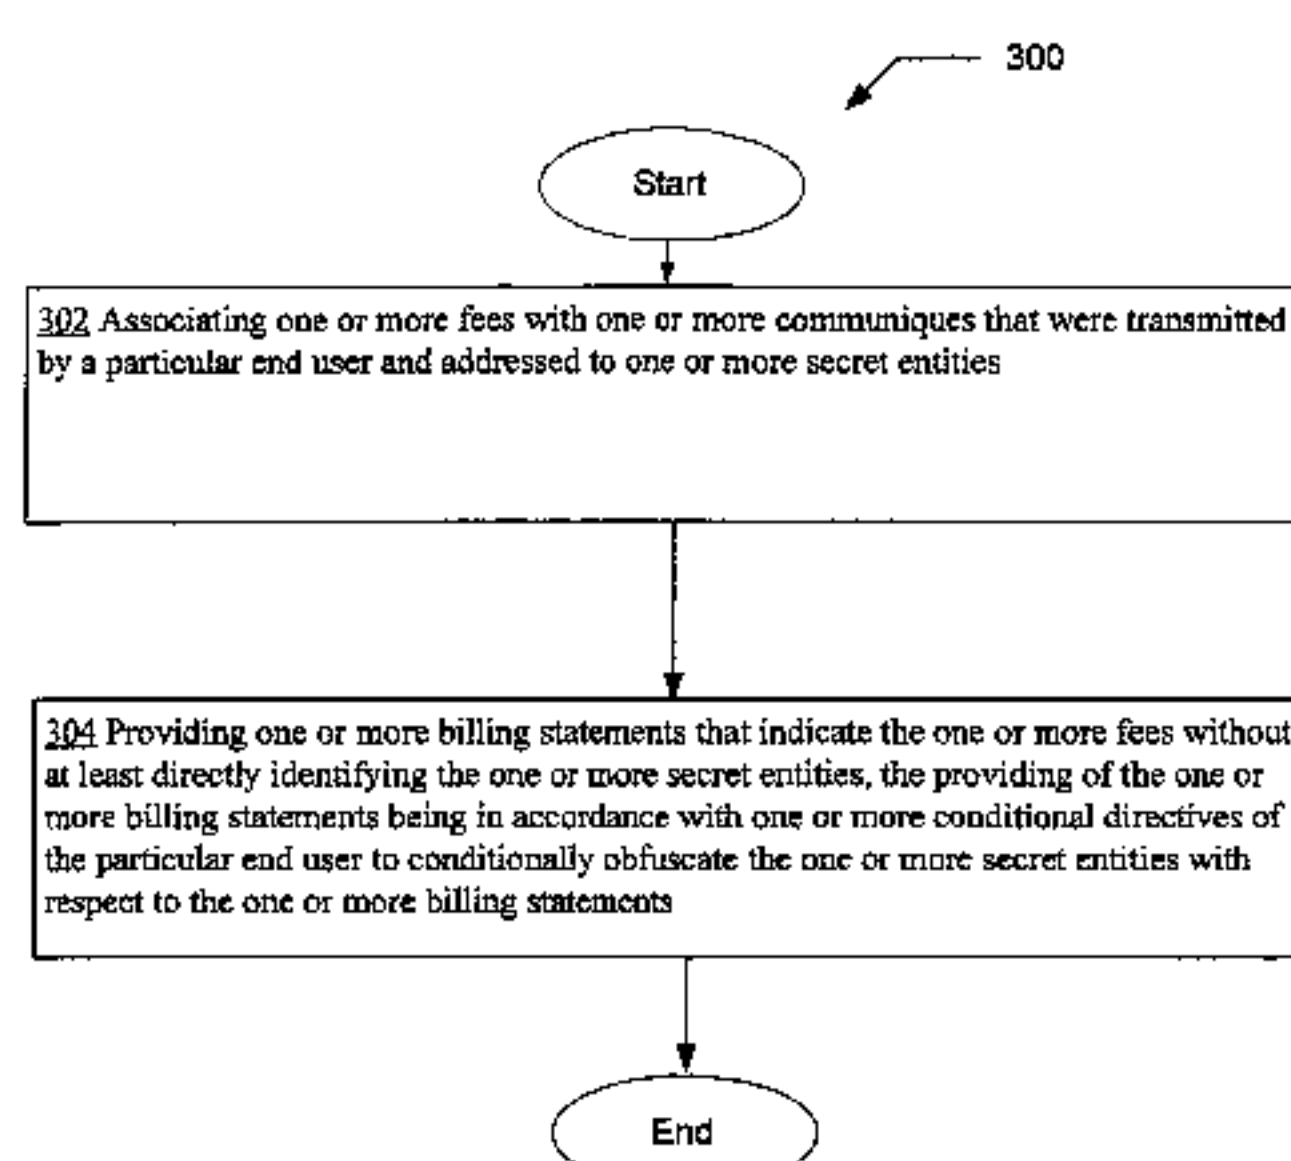 300
Start
302 Associating one or more fees with one or more communiques that were transmitted
by a particular end user and addressed to one or more secret entities
304 Providing one or more billing statements that indicate the one or more fees without
at least directly identifying the one or more secret entities, the providing of the one or
more billing statements being in accordance with one or more conditional directives of
the particular end user to conditionally obfuscate the one or more secret entities with
respect to the one or more billing statements
End